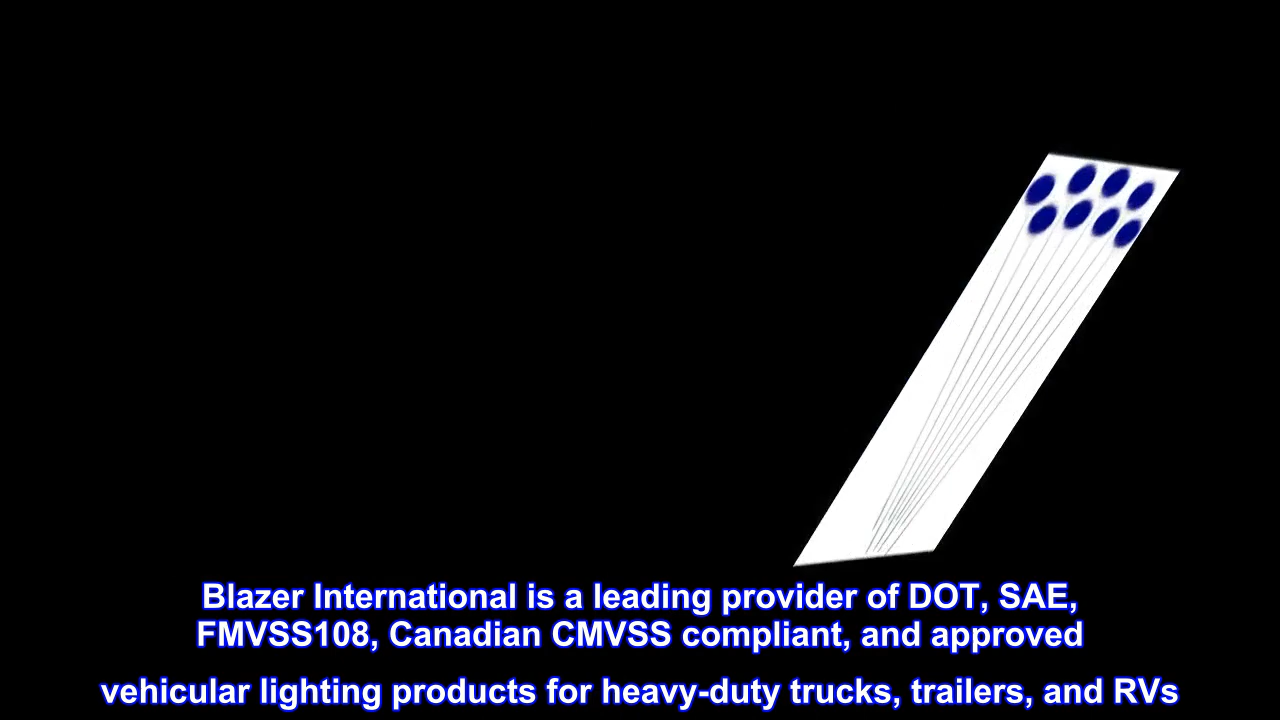 Blazer International is a leading provider of DOT, SAE,
FMVSS108, Canadian CMVSS compliant, and approved
vehicular lighting products for heavy-duty trucks, trailers, and RVs